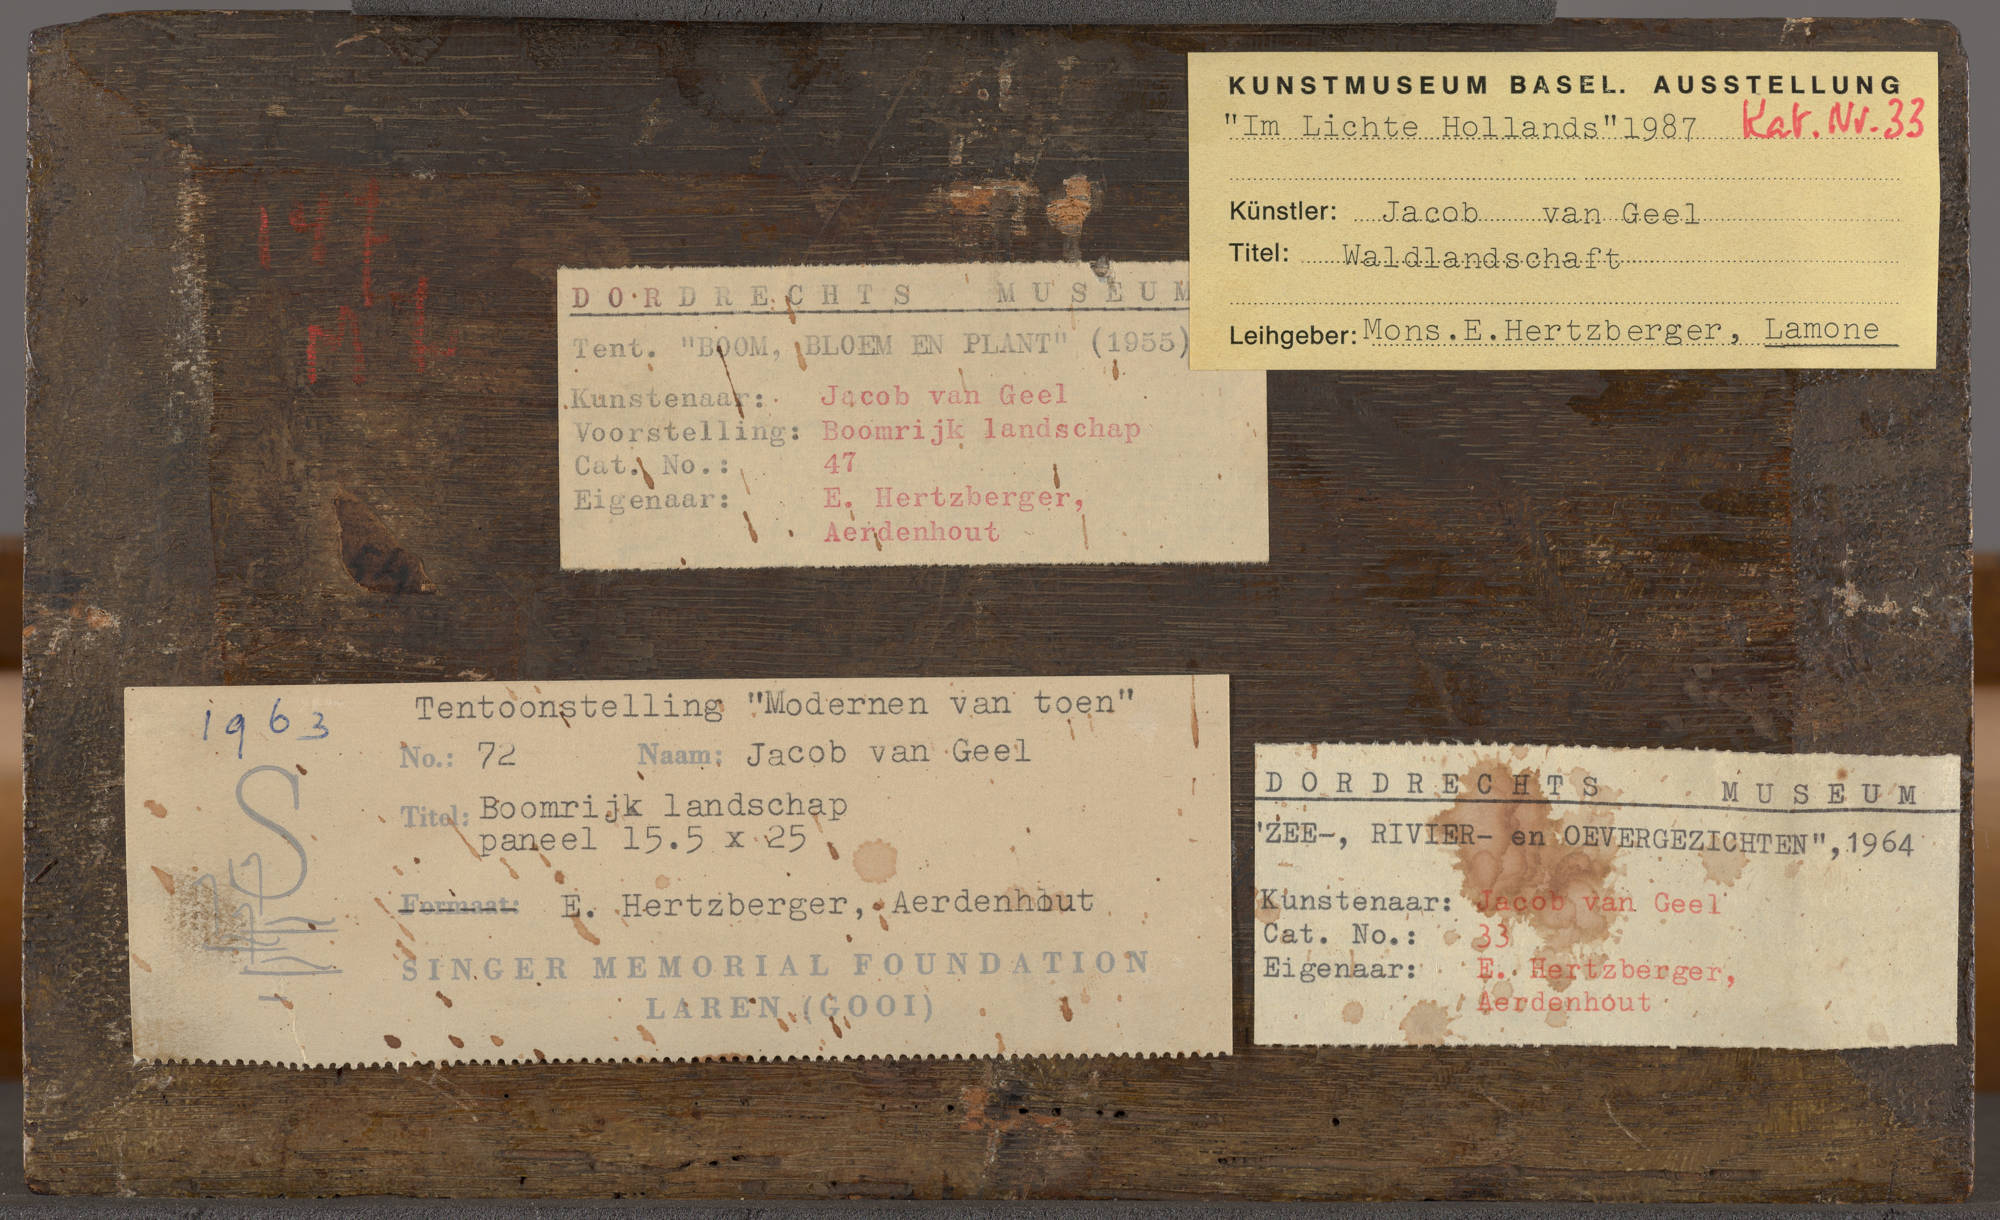 KUNSTMUSEUM BASEL. AUSSTELLUNG
"Im Lichte Hollands" 1987 Kat. Nr. 33
Künstler: Jacob van Geel
Titel: Waldlandschaft
Leihgeber: Mons. E. Hertzberger, Lamone
DORDRECHTS MUSEUM
Tent. "BOOM, BLOEM EN PLANT" (1955)
Kunstenaar: Jacob van Geel
Voorstelling: Boomrijk landschap
Cat. No.: 47
Eigenaar: E. Hertzberger,
Aerdenhout
1963
Tentoonstelling "Modernen van toen"
No.: 72 Naam: Jacob van Geel
Titel: Boomrijk landschap
paneel 15.5 x 25
Formaat: E. Hertzberger, Aerdenhout
SINGER MEMORIAL FOUNDATION
LAREN (GOOI)
DORDRECHTS MUSEUM
"ZEE-, RIVIER- en OEVERGEZICHTEN", 1964
Kunstenaar: Jacob van Geel
Cat. No.: 33
Eigenaar: E. Hertzberger,
Aerdenhout